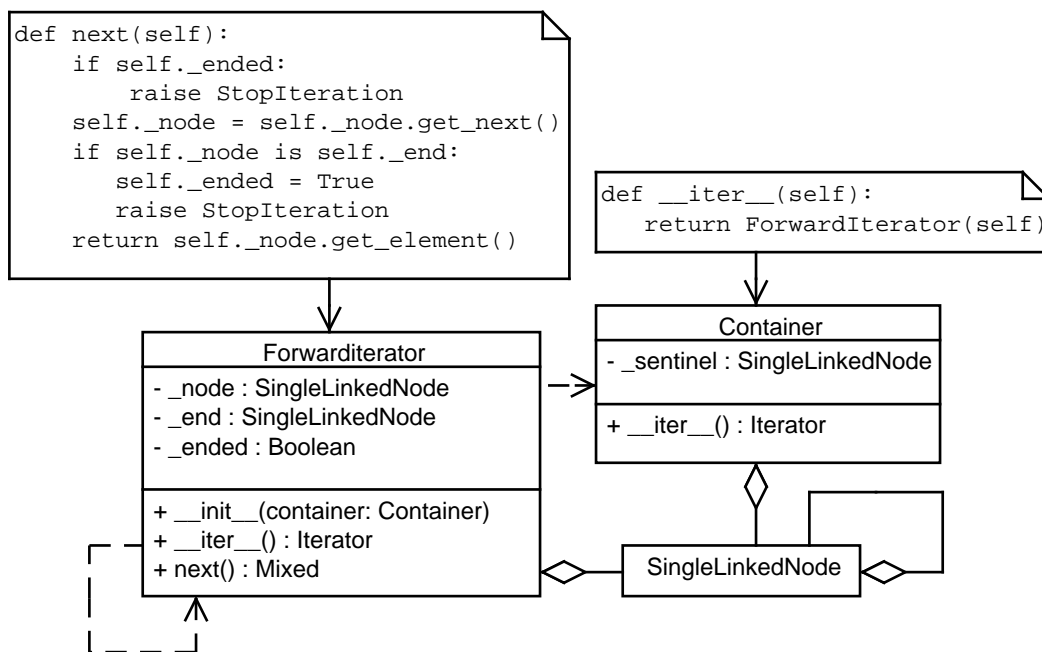 def next(self):
    if self._ended:
        raise StopIteration
    self._node = self._node.get_next()
    if self._node is self._end:
       self._ended = True
       raise StopIteration
    return self._node.get_element()
def __iter__(self):
   return ForwardIterator(self)
Forwarditerator
- _node : SingleLinkedNode
- _end : SingleLinkedNode
- _ended : Boolean
+ __init__(container: Container)
+ __iter__() : Iterator
+ next() : Mixed
Container
- _sentinel : SingleLinkedNode
+ __iter__() : Iterator
SingleLinkedNode